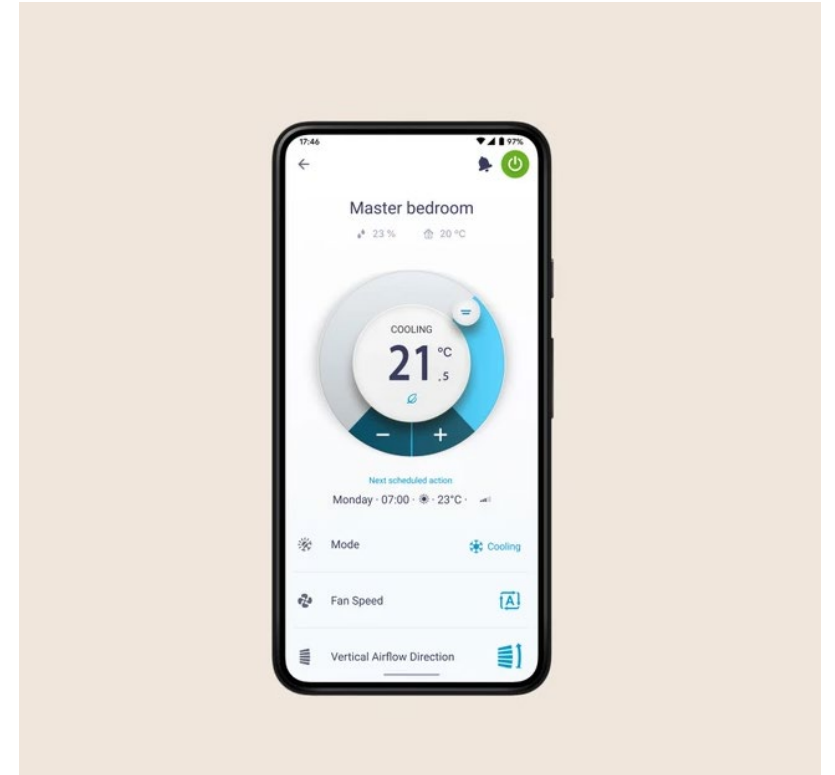 17:46 97%
Master bedroom
23 % 20 °C
COOLING
21 °C
.5
− +
Next scheduled action
Monday · 07:00 · · 23°C ·
Mode Cooling
Fan Speed A
Vertical Airflow Direction